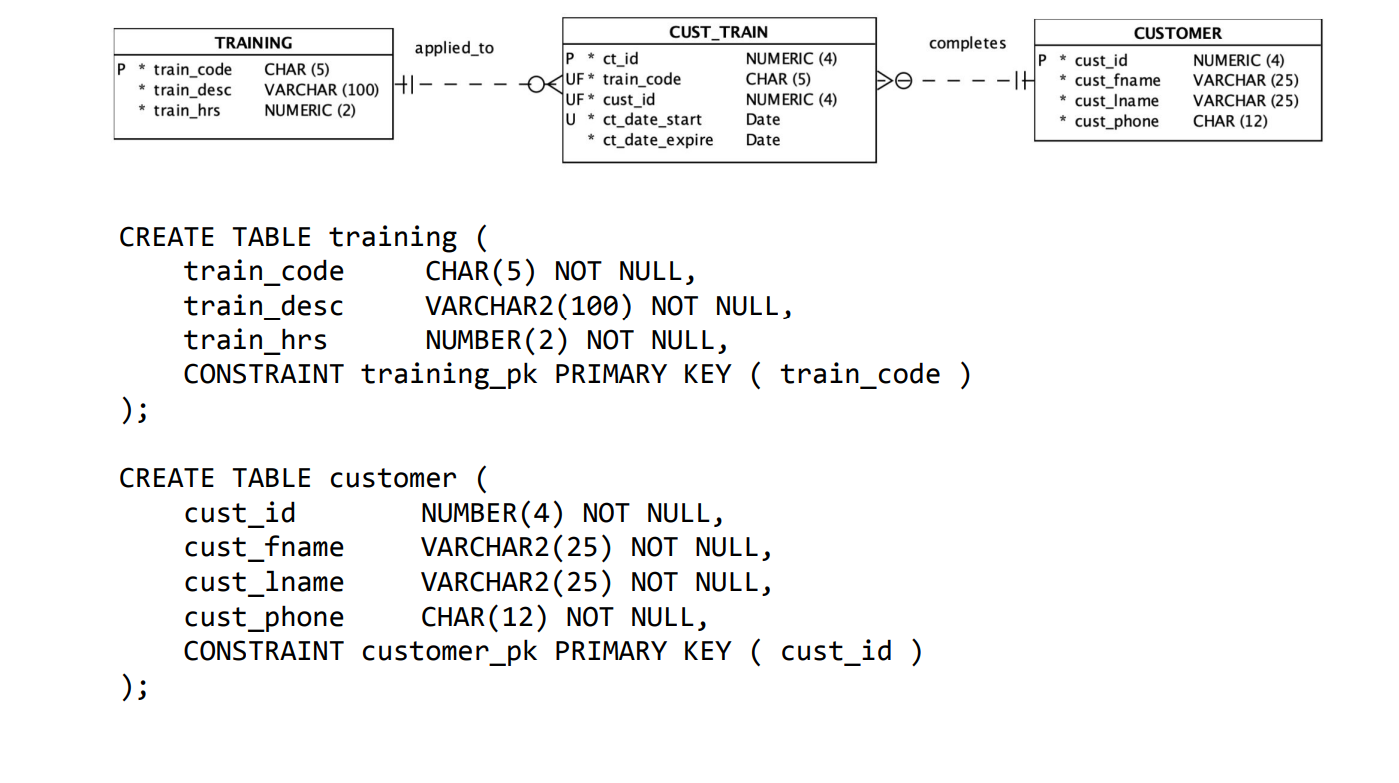 TRAINING
P * train_code CHAR (5)
* train_desc VARCHAR (100)
* train_hrs NUMERIC (2)
applied_to
CUST_TRAIN
P * ct_id NUMERIC (4)
UF * train_code CHAR (5)
UF * cust_id NUMERIC (4)
U * ct_date_start Date
* ct_date_expire Date
completes
CUSTOMER
P * cust_id NUMERIC (4)
* cust_fname VARCHAR (25)
* cust_lname VARCHAR (25)
* cust_phone CHAR (12)
CREATE TABLE training (
train_code CHAR(5) NOT NULL,
train_desc VARCHAR2(100) NOT NULL,
train_hrs NUMBER(2) NOT NULL,
CONSTRAINT training_pk PRIMARY KEY ( train_code )
);
CREATE TABLE customer (
cust_id NUMBER(4) NOT NULL,
cust_fname VARCHAR2(25) NOT NULL,
cust_lname VARCHAR2(25) NOT NULL,
cust_phone CHAR(12) NOT NULL,
CONSTRAINT customer_pk PRIMARY KEY ( cust_id )
);